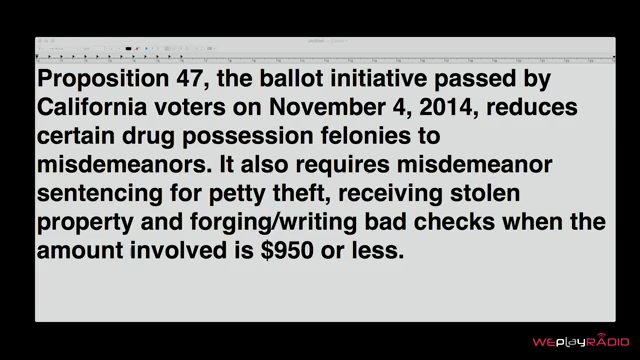 Proposition 47, the ballot initiative passed by
California voters on November 4, 2014, reduces
certain drug possession felonies to
misdemeanors. It also requires misdemeanor
sentencing for petty theft, receiving stolen
property and forging/writing bad checks when the
amount involved is $950 or less.
WEplayRADIO